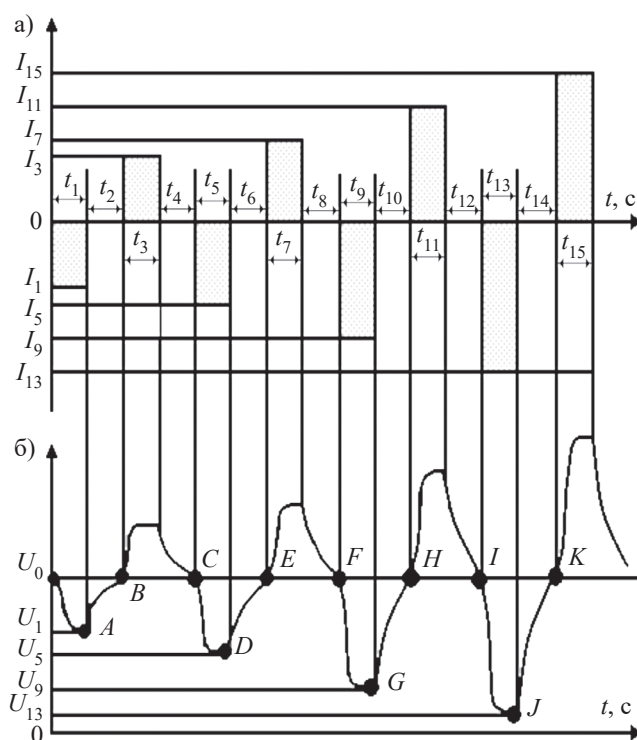 а)
I₁₅
I₁₁
I₇
I₃
t₁ t₂ t₄ t₅ t₆ t₈ t₉ t₁₀ t₁₂ t₁₃ t₁₄
0 t, с
t₃ t₇ t₁₁ t₁₅
I₁
I₅
I₉
I₁₃
б)
U₀ B C E F H I K
U₁ A
U₅ D
U₉ G
U₁₃ J
0 t, с